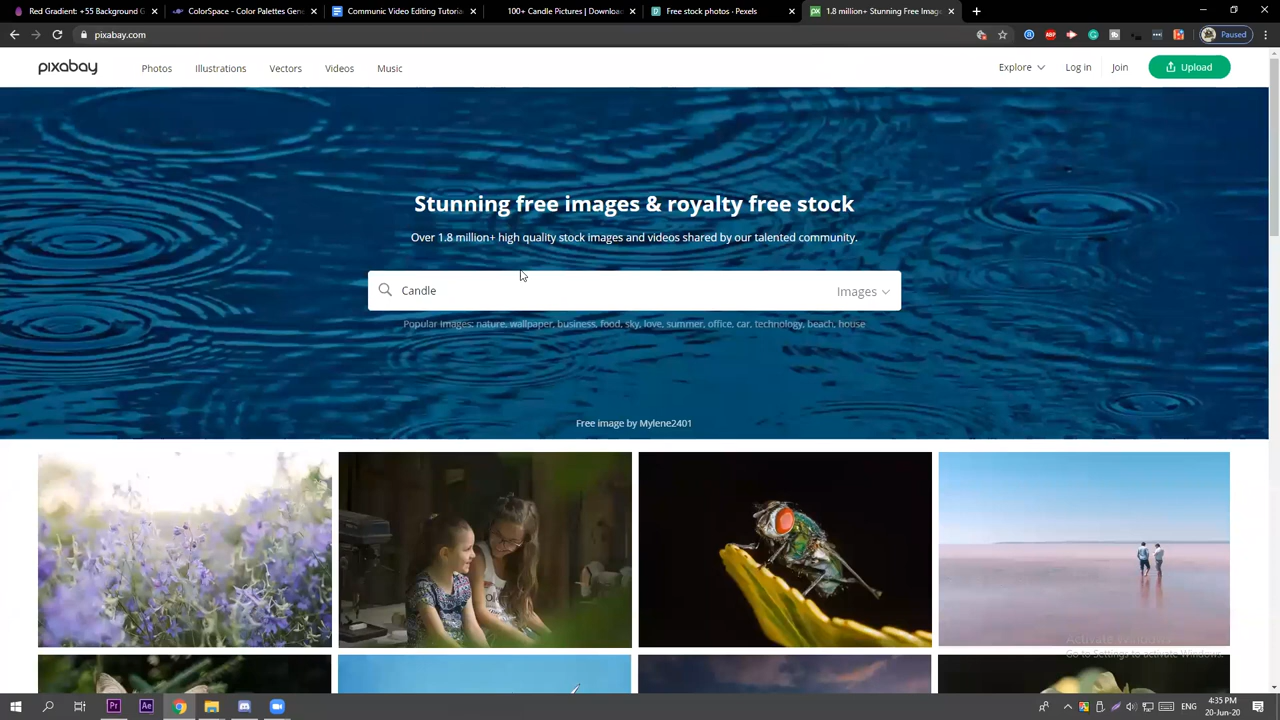 Red Gradient: +55 Background G
ColorSpace - Color Palettes Gen
Communic Video Editing Tutorial
100+ Candle Pictures | Downloa
Free stock photos · Pexels
1.8 million+ Stunning Free Imag
pixabay.com
Paused
pixabay Photos Illustrations Vectors Videos Music Explore Log in Join Upload
Stunning free images & royalty free stock
Over 1.8 million+ high quality stock images and videos shared by our talented community.
Candle Images
Popular Images: nature, wallpaper, business, food, sky, love, summer, office, car, technology, beach, house
Free image by Mylene2401
Activate Windows
Go to Settings to activate Windows.
ENG
4:35 PM
20-Jun-20